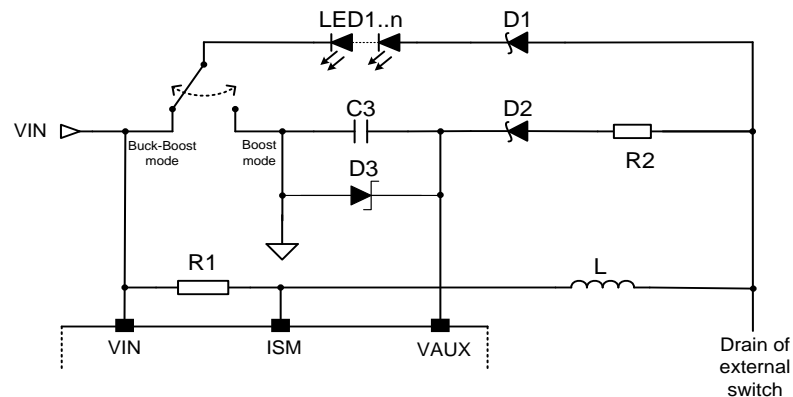 LED1..n
D1
C3
D2
VIN
Buck-Boost
mode
Boost
mode
R2
D3
R1
L
VIN
ISM
VAUX
Drain of
external
switch